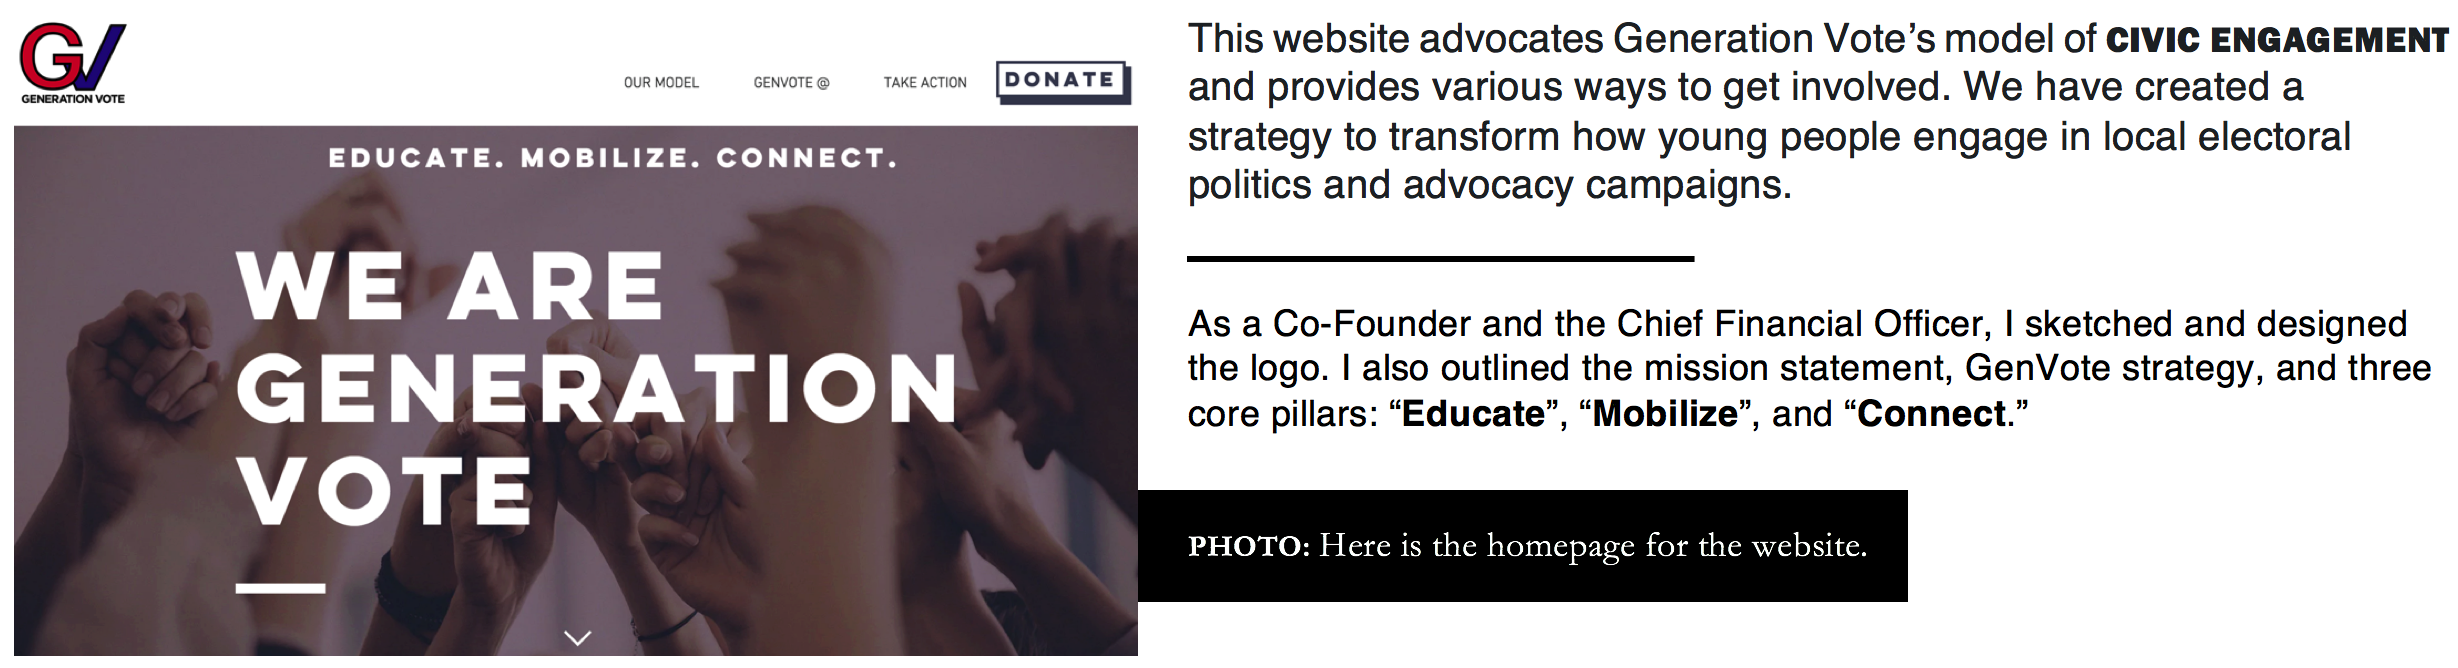 GV
GENERATION VOTE
OUR MODEL
GENVOTE @
TAKE ACTION
DONATE
EDUCATE. MOBILIZE. CONNECT.
WE ARE
GENERATION
VOTE
This website advocates Generation Vote’s model of CIVIC ENGAGEMENT
and provides various ways to get involved. We have created a
strategy to transform how young people engage in local electoral
politics and advocacy campaigns.
As a Co-Founder and the Chief Financial Officer, I sketched and designed
the logo. I also outlined the mission statement, GenVote strategy, and three
core pillars: “Educate”, “Mobilize”, and “Connect.”
PHOTO: Here is the homepage for the website.